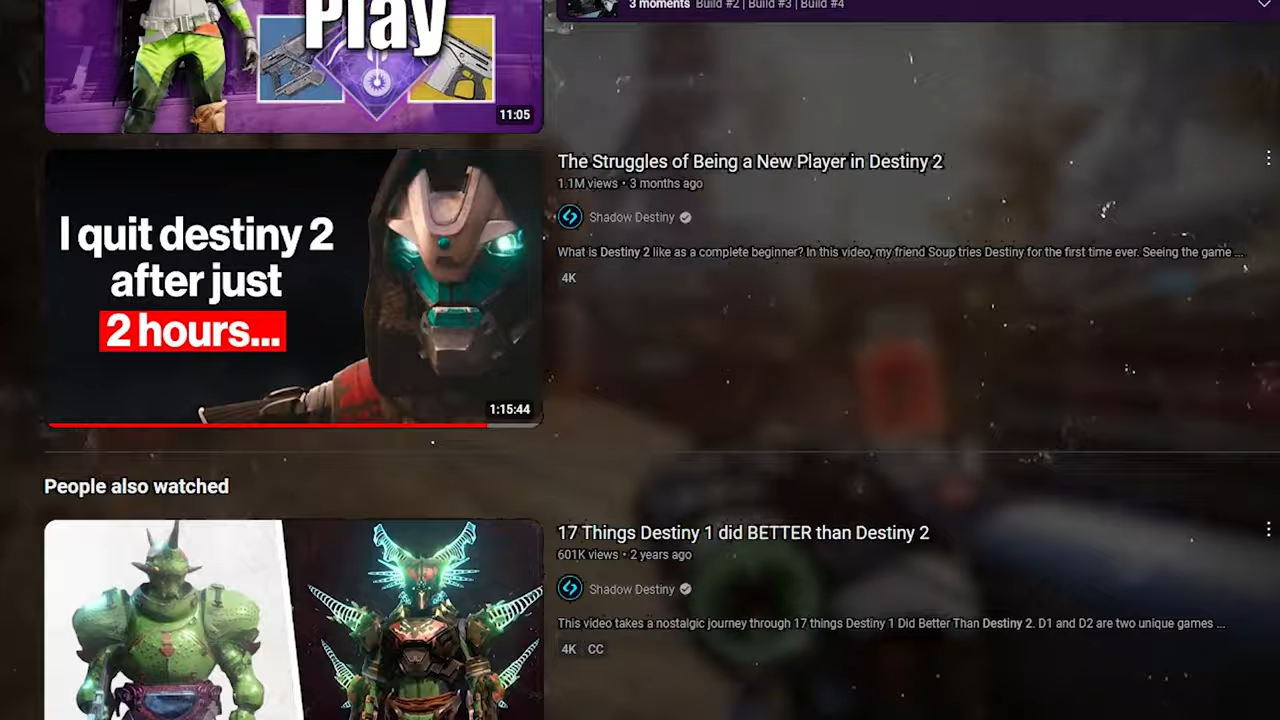 Play
11:05
3 moments Build #2 | Build #3 | Build #4
I quit destiny 2
after just
2 hours...
1:15:44
The Struggles of Being a New Player in Destiny 2
1.1M views • 3 months ago
Shadow Destiny
What is Destiny 2 like as a complete beginner? In this video, my friend Soup tries Destiny for the first time ever. Seeing the game ...
4K
People also watched
17 Things Destiny 1 did BETTER than Destiny 2
601K views • 2 years ago
Shadow Destiny
This video takes a nostalgic journey through 17 things Destiny 1 Did Better Than Destiny 2. D1 and D2 are two unique games ...
4K CC